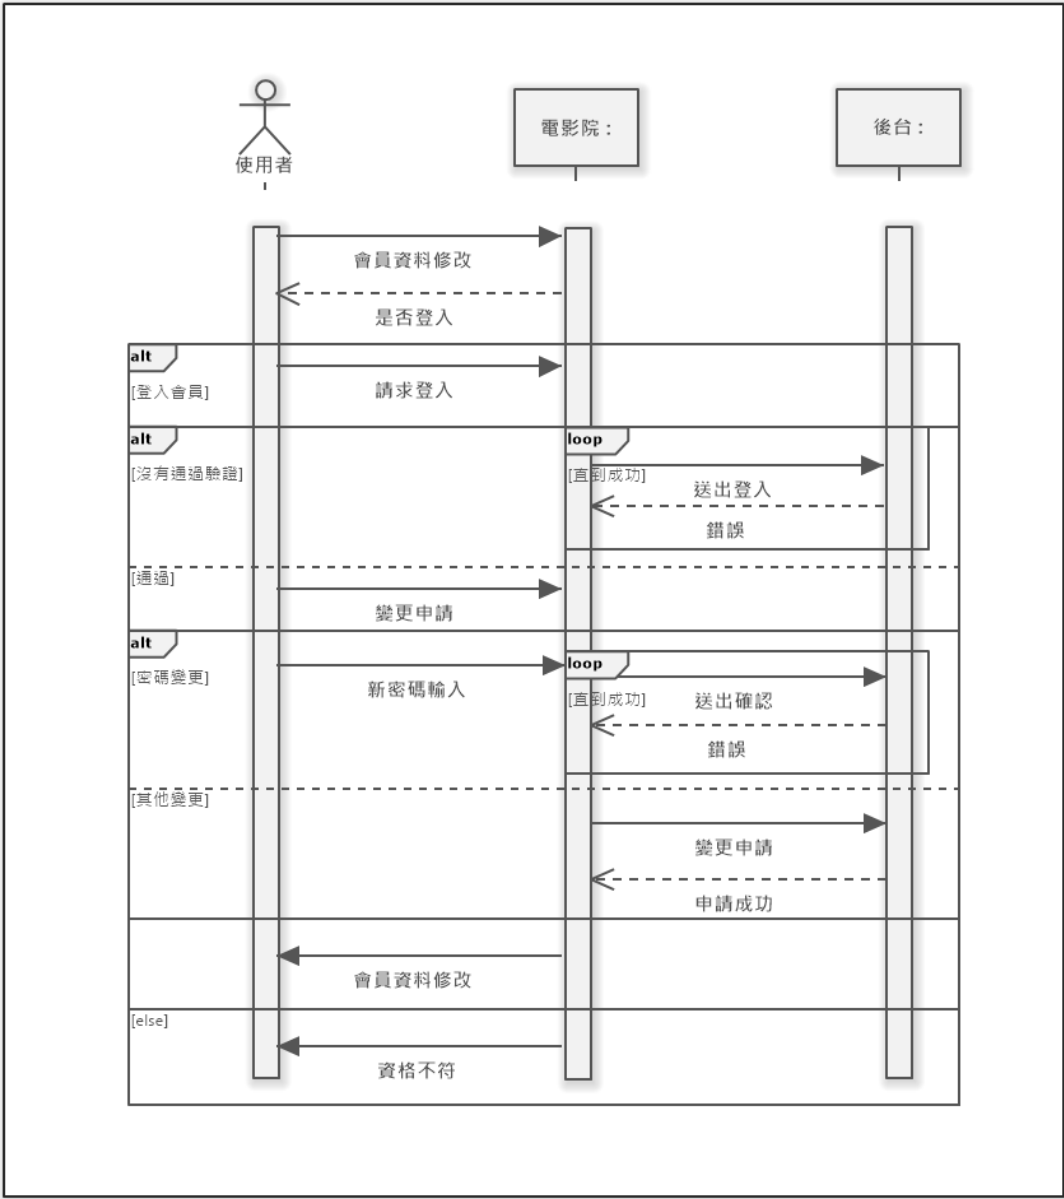 使用者
電影院：
後台：
會員資料修改
是否登入
alt
請求登入
[登入會員]
alt
loop
[沒有通過驗證]
[直到成功]
送出登入
錯誤
[通過]
變更申請
alt
loop
[密碼變更]
新密碼輸入
[直到成功]
送出確認
錯誤
[其他變更]
變更申請
申請成功
會員資料修改
[else]
資格不符